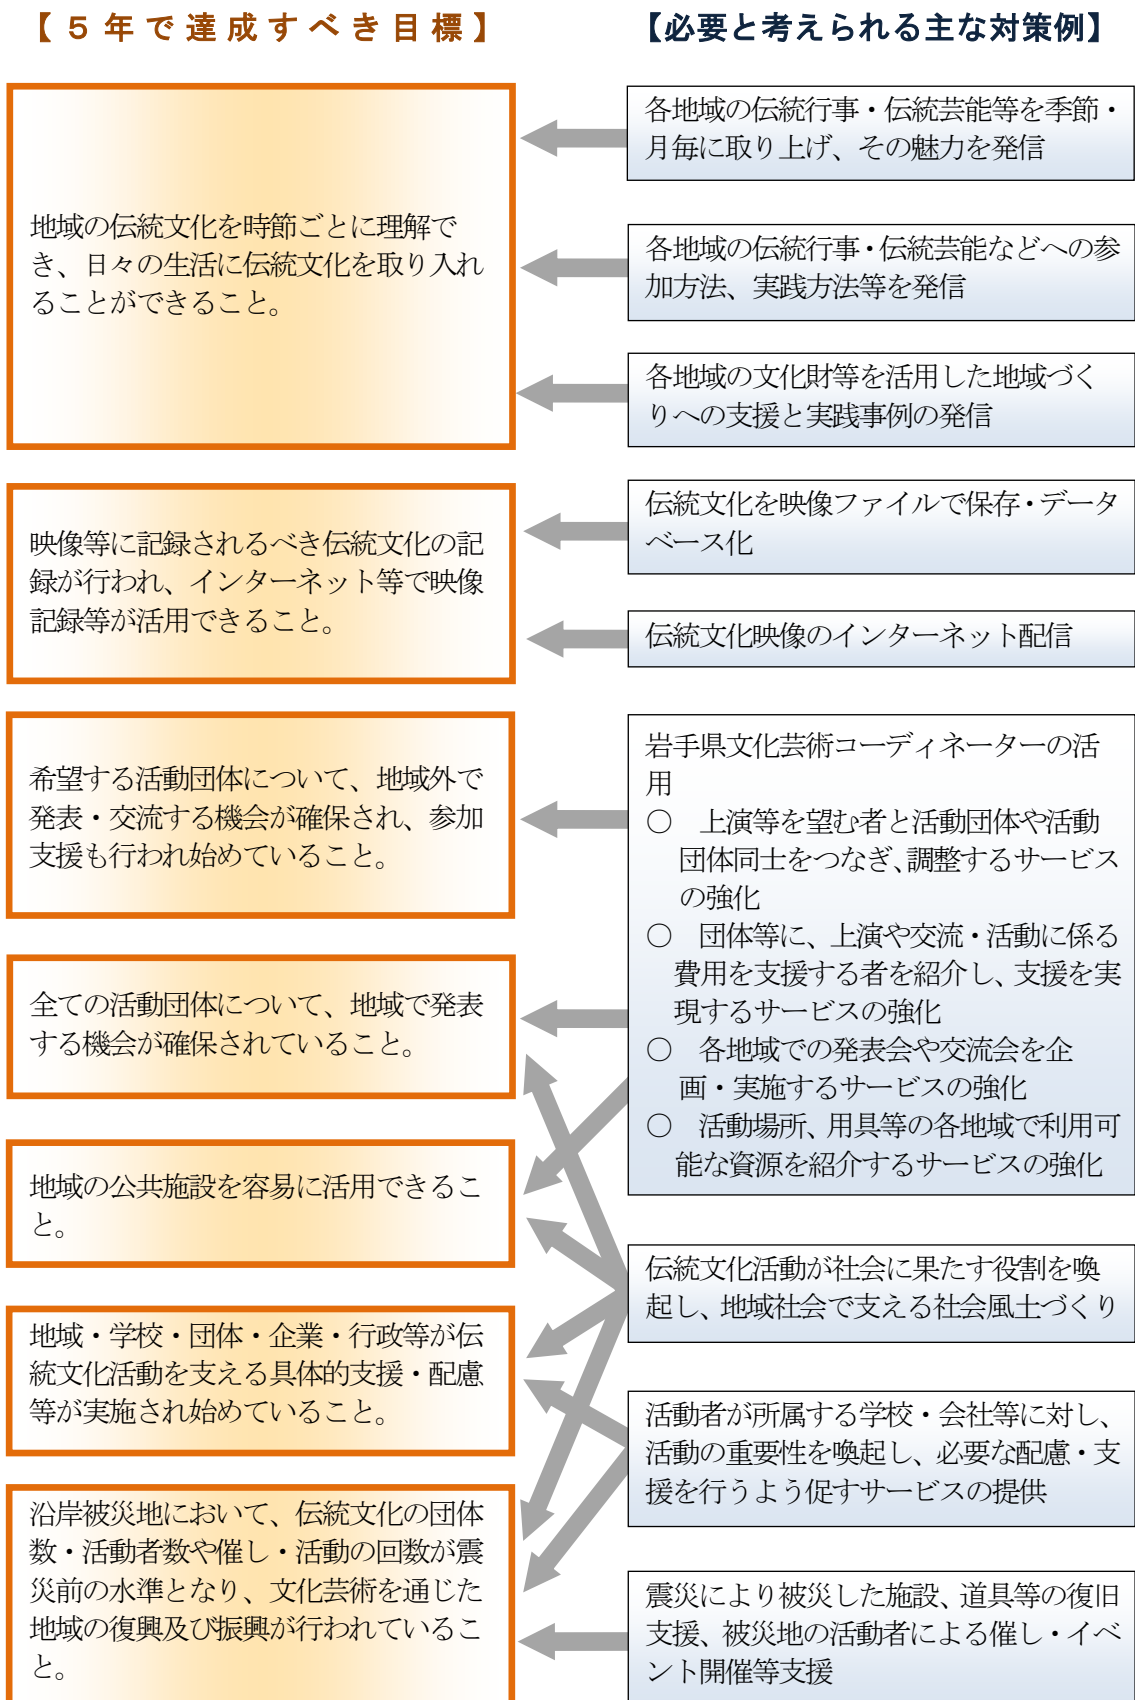 【５年で達成すべき目標】
地域の伝統文化を時節ごとに理解で
き、日々の生活に伝統文化を取り入れ
ることができること。
映像等に記録されるべき伝統文化の記
録が行われ、インターネット等で映像
記録等が活用できること。
希望する活動団体について、地域外で
発表・交流する機会が確保され、参加
支援も行われ始めていること。
全ての活動団体について、地域で発表
する機会が確保されていること。
地域の公共施設を容易に活用できるこ
と。
地域・学校・団体・企業・行政等が伝
統文化活動を支える具体的支援・配慮
等が実施され始めていること。
沿岸被災地において、伝統文化の団体
数・活動者数や催し・活動の回数が震
災前の水準となり、文化芸術を通じた
地域の復興及び振興が行われているこ
と。
【必要と考えられる主な対策例】
各地域の伝統行事・伝統芸能等を季節・
月毎に取り上げ、その魅力を発信
各地域の伝統行事・伝統芸能などへの参
加方法、実践方法等を発信
各地域の文化財等を活用した地域づく
りへの支援と実践事例の発信
伝統文化を映像ファイルで保存・データ
ベース化
伝統文化映像のインターネット配信
岩手県文化芸術コーディネーターの活
用
○　上演等を望む者と活動団体や活動
団体同士をつなぎ、調整するサービス
の強化
○　団体等に、上演や交流・活動に係る
費用を支援する者を紹介し、支援を実
現するサービスの強化
○　各地域での発表会や交流会を企
画・実施するサービスの強化
○　活動場所、用具等の各地域で利用可
能な資源を紹介するサービスの強化
伝統文化活動が社会に果たす役割を喚
起し、地域社会で支える社会風土づくり
活動者が所属する学校・会社等に対し、
活動の重要性を喚起し、必要な配慮・支
援を行うよう促すサービスの提供
震災により被災した施設、道具等の復旧
支援、被災地の活動者による催し・イベ
ント開催等支援